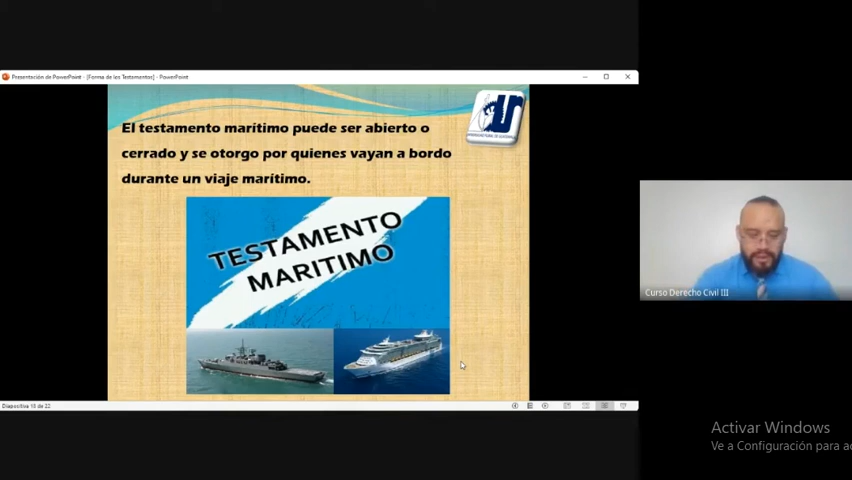 Presentación de PowerPoint - [Forma de los Testamentos] - PowerPoint
El testamento marítimo puede ser abierto o
cerrado y se otorgo por quienes vayan a bordo
durante un viaje marítimo.
TESTAMENTO
MARITIMO
Curso Derecho Civil III
Activar Windows
Ve a Configuración para ac